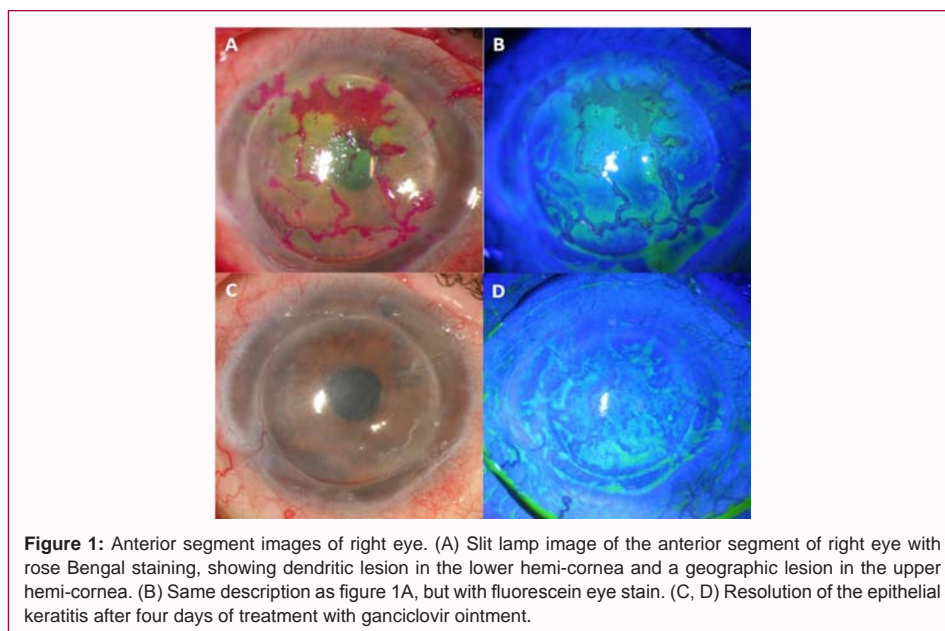 A
B
C
D
Figure 1: Anterior segment images of right eye. (A) Slit lamp image of the anterior segment of right eye with
rose Bengal staining, showing dendritic lesion in the lower hemi-cornea and a geographic lesion in the upper
hemi-cornea. (B) Same description as figure 1A, but with fluorescein eye stain. (C, D) Resolution of the epithelial
keratitis after four days of treatment with ganciclovir ointment.